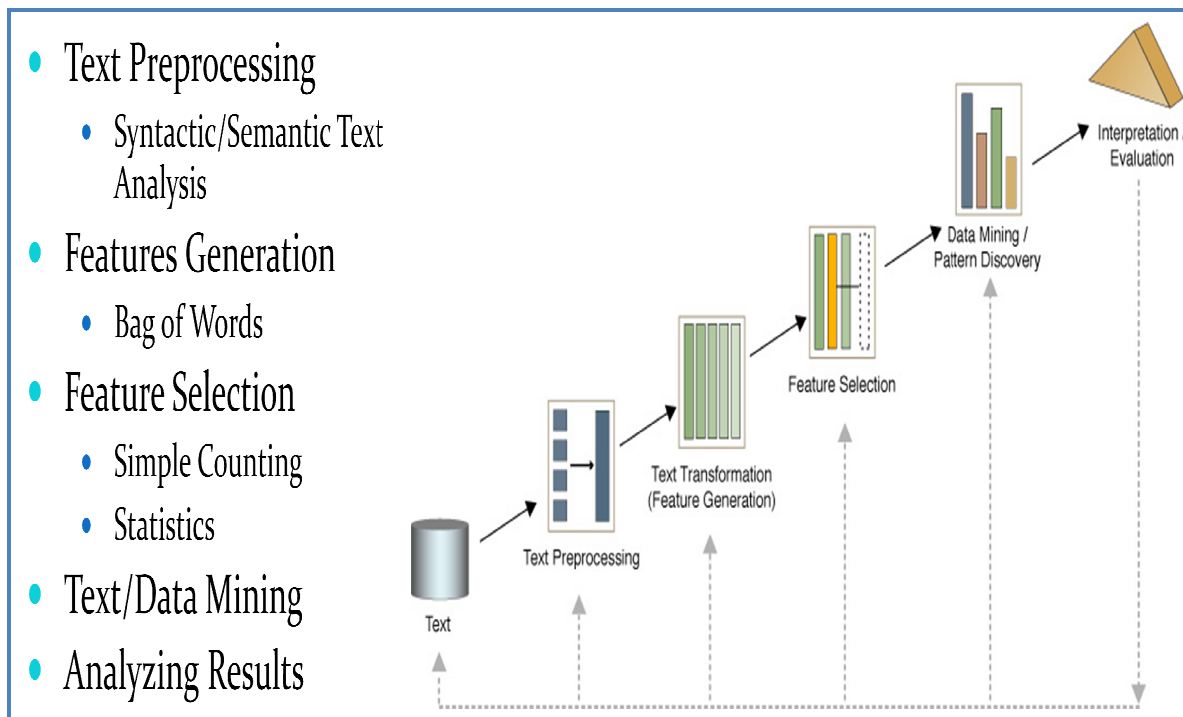 Text Preprocessing
Syntactic/Semantic Text
Analysis
Features Generation
Bag of Words
Feature Selection
Simple Counting
Statistics
Text/Data Mining
Analyzing Results
Text
Text Preprocessing
Text Transformation
(Feature Generation)
Feature Selection
Data Mining /
Pattern Discovery
Interpretation /
Evaluation